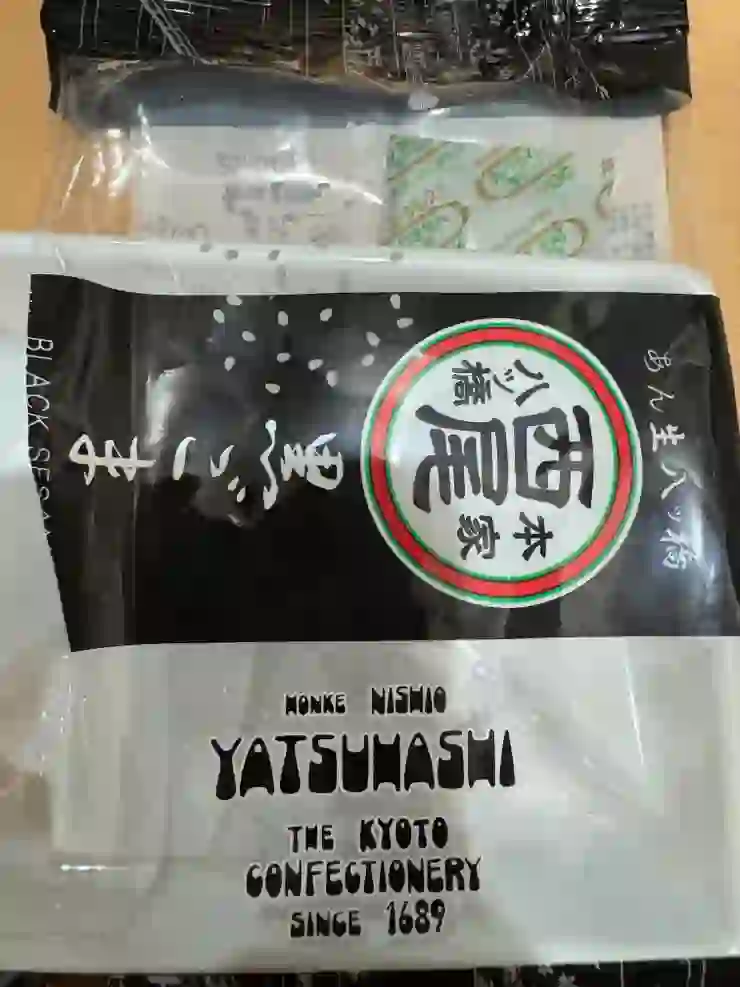 あん生八ッ橋
本家
西尾
八ッ橋
黒ごま
BLACK SESA
HONKE NISHIO
YATSUHASHI
THE KYOTO
CONFECTIONERY
SINCE 1689